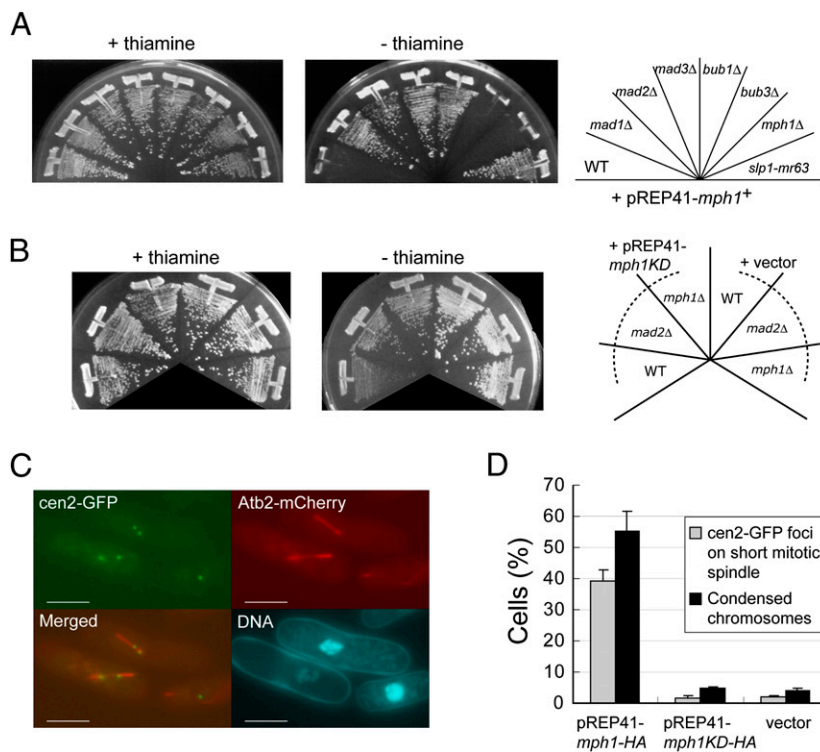 A
+ thiamine
- thiamine
mad1Δ
mad2Δ
mad3Δ
bub1Δ
bub3Δ
mph1Δ
WT
slp1-mr63
+ pREP41-mph1+
B
+ thiamine
- thiamine
+ pREP41-
mph1KD
+ vector
mph1Δ
WT
mad2Δ
mad2Δ
WT
mph1Δ
C
cen2-GFP
Atb2-mCherry
Merged
DNA
D
Cells (%)
70
60
50
40
30
20
10
0
cen2-GFP foci
on short mitotic
spindle
Condensed
chromosomes
pREP41-
mph1-HA
pREP41-
mph1KD-HA
vector